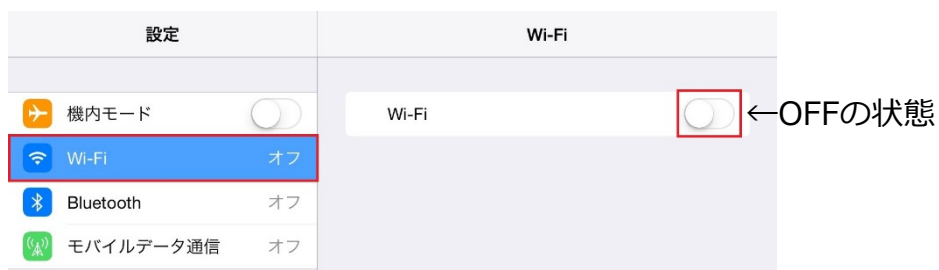 設定
Wi-Fi
機内モード
Wi-Fi オフ
Bluetooth オフ
モバイルデータ通信 オフ
Wi-Fi
←OFFの状態